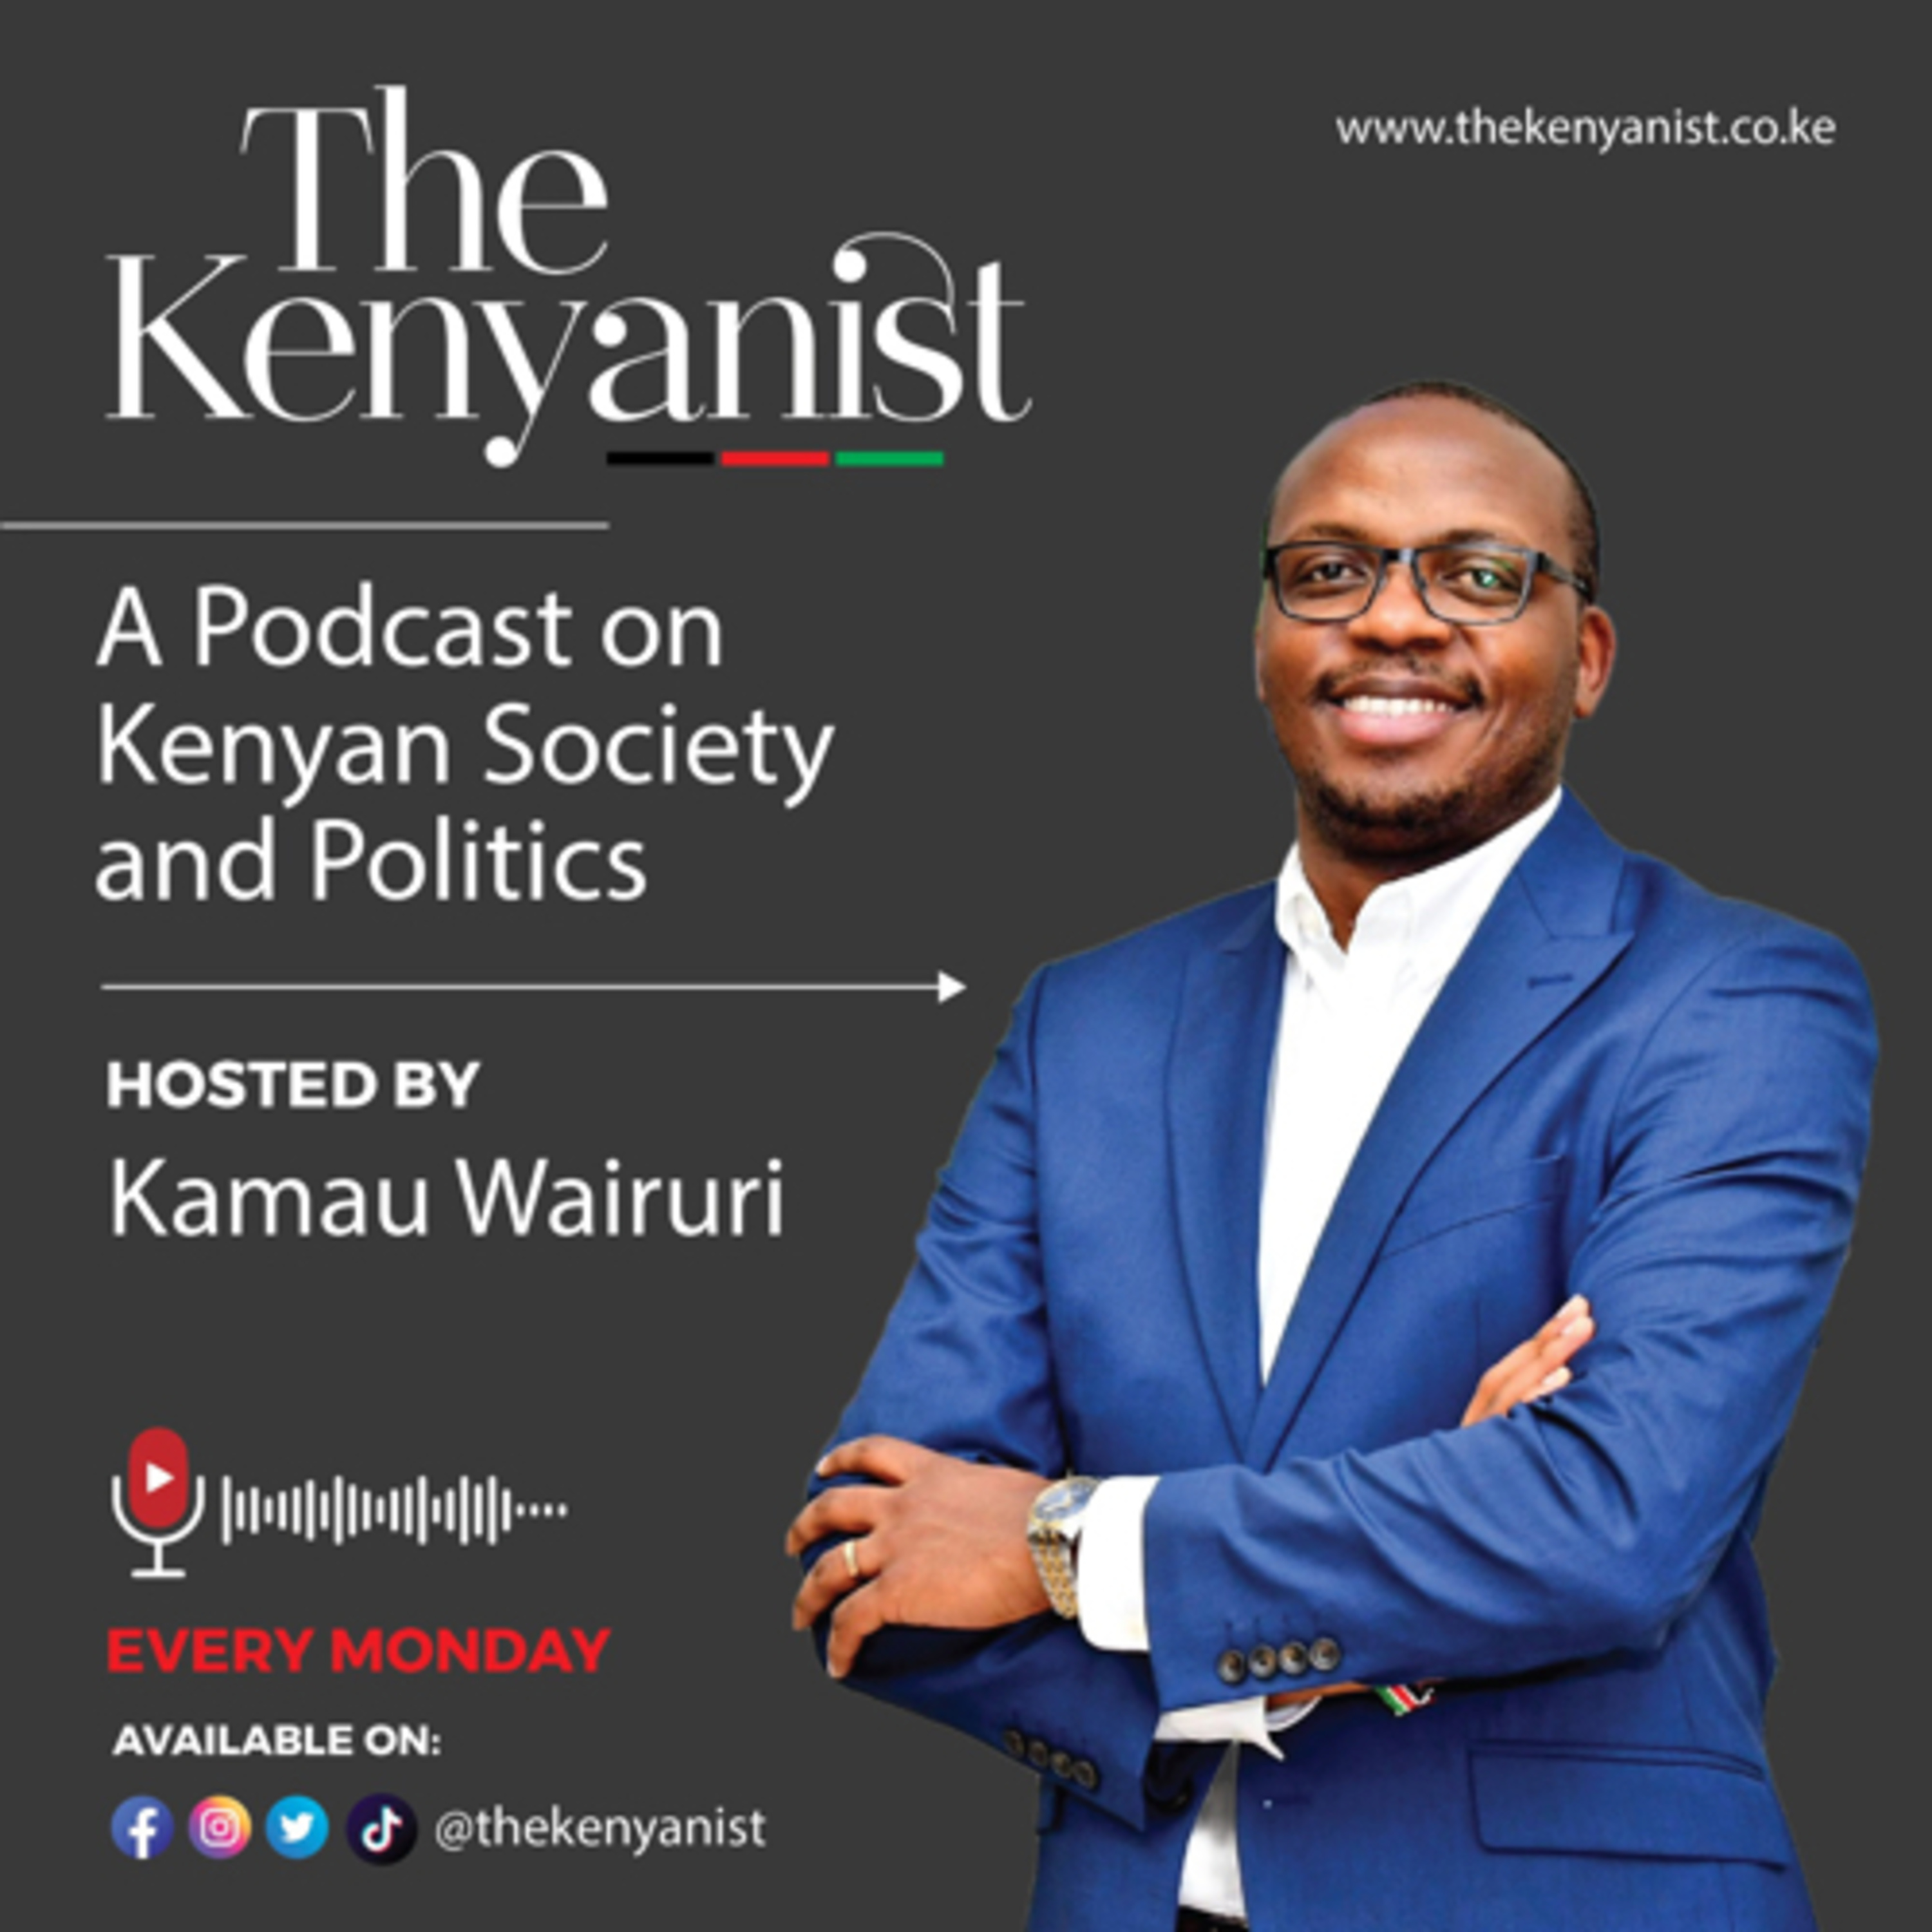 The
Kenyanist
www.thekenyanist.co.ke
A Podcast on
Kenyan Society
and Politics
HOSTED BY
Kamau Wairuri
EVERY MONDAY
AVAILABLE ON:
@thekenyanist